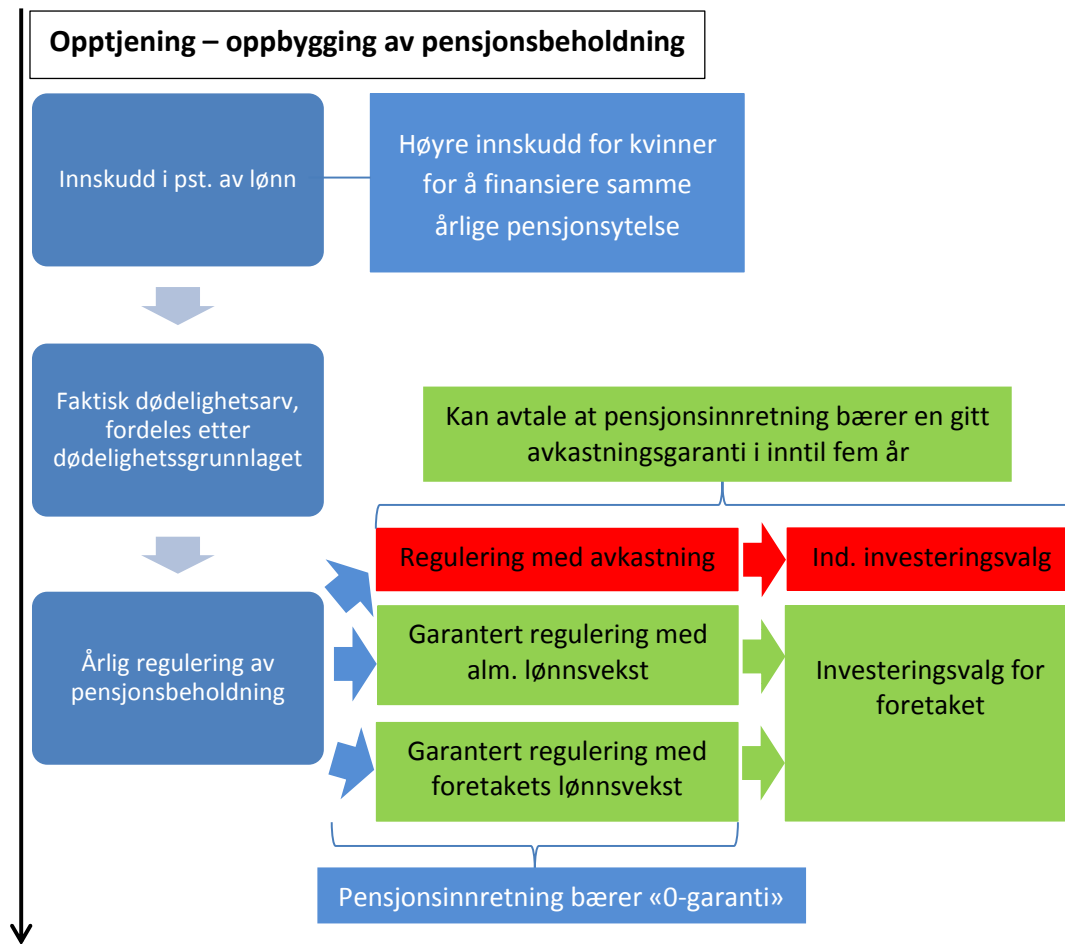 Opptjening – oppbygging av pensjonsbeholdning
Innskudd i pst. av lønn
Høyre innskudd for kvinner
for å finansiere samme
årlige pensjonsytelse
Faktisk dødelighetsarv,
fordeles etter
dødelighetssgrunnlaget
Kan avtale at pensjonsinnretning bærer en gitt
avkastningsgaranti i inntil fem år
Regulering med avkastning
Ind. investeringsvalg
Årlig regulering av
pensjonsbeholdning
Garantert regulering med
alm. lønnsvekst
Investeringsvalg for
foretaket
Garantert regulering med
foretakets lønnsvekst
Pensjonsinnretning bærer «0-garanti»